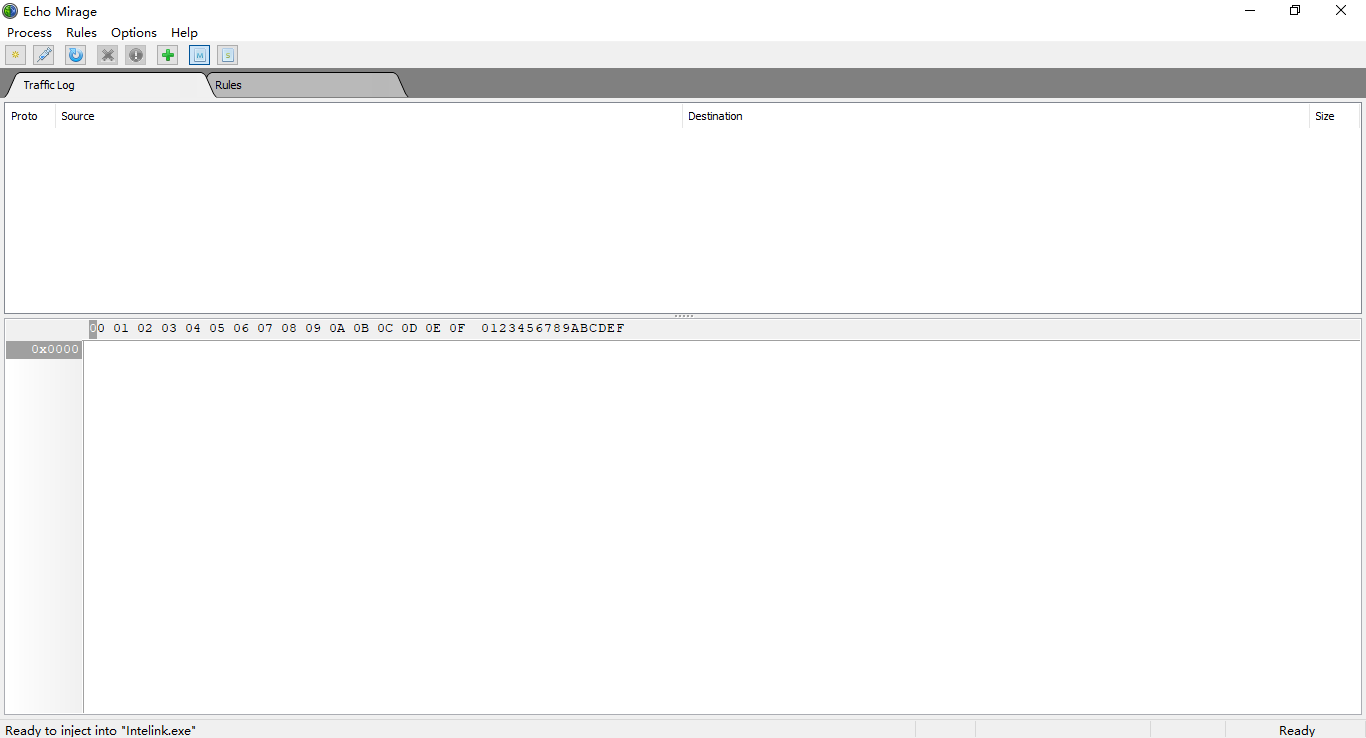 Echo Mirage
Process Rules Options Help
M S
Traffic Log Rules
Proto Source Destination Size
00 01 02 03 04 05 06 07 08 09 0A 0B 0C 0D 0E 0F 0123456789ABCDEF
0x0000
Ready to inject into "Intelink.exe" Ready